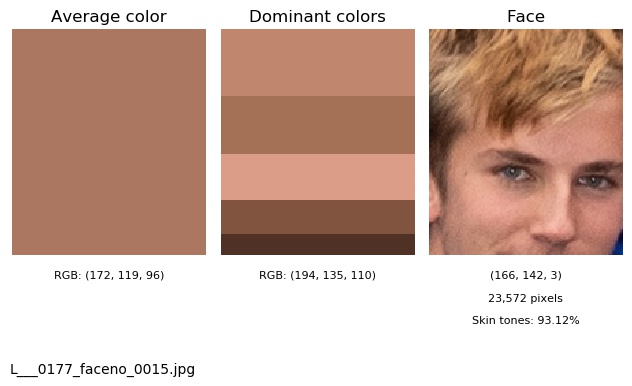 Average color
Dominant colors
Face
RGB: (172, 119, 96)
RGB: (194, 135, 110)
(166, 142, 3)
23,572 pixels
Skin tones: 93.12%
L___0177_faceno_0015.jpg